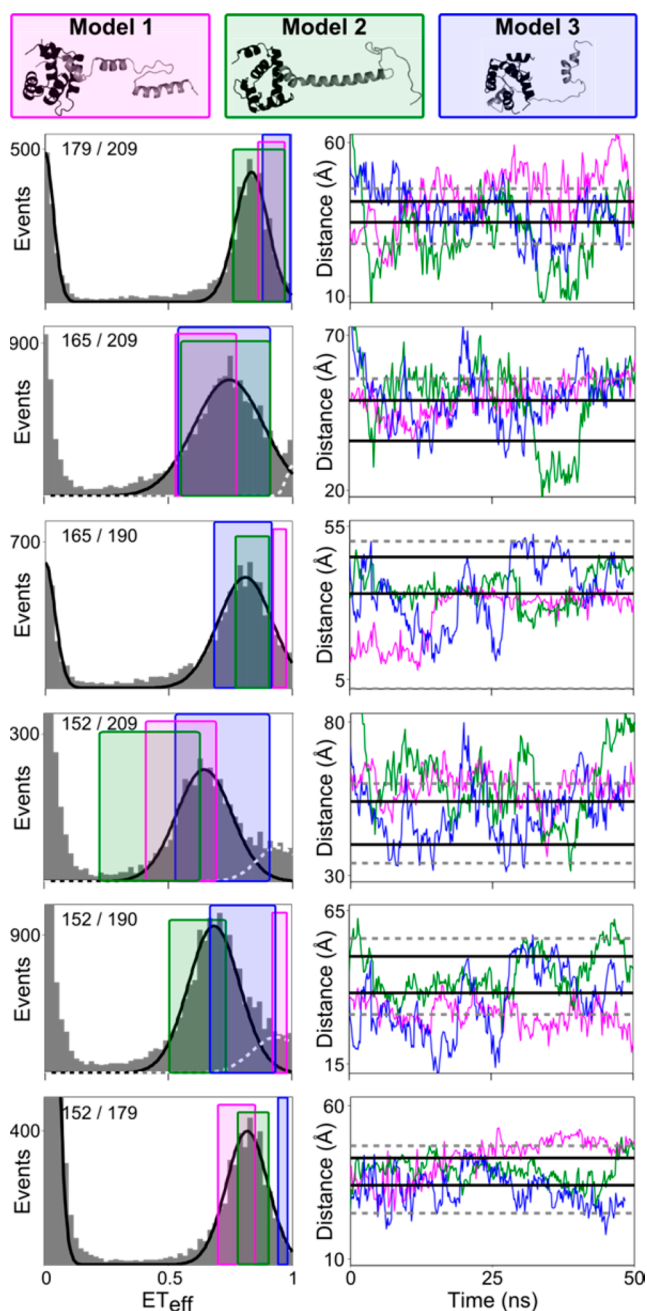 Model 1 Model 2 Model 3
179 / 209
500
Events
60
10
Distance (Å)
165 / 209
900
Events
70
20
Distance (Å)
165 / 190
700
Events
55
5
Distance (Å)
152 / 209
300
Events
80
30
Distance (Å)
152 / 190
900
Events
65
15
Distance (Å)
152 / 179
400
Events
60
10
Distance (Å)
0 0.5 1
ETeff
0 25 50
Time (ns)